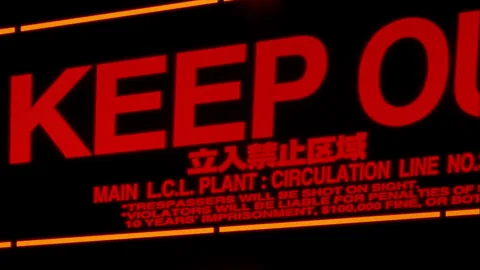 KEEP OU
立入禁止区域
MAIN L.C.L. PLANT : CIRCULATION LINE NO.
"TRESPASSERS WILL BE SHOT ON SIGHT.
"VIOLATORS WILL BE LIABLE FOR PENALTIES OF
10 YEARS' IMPRISONMENT, $100,000 FINE, OR BOT